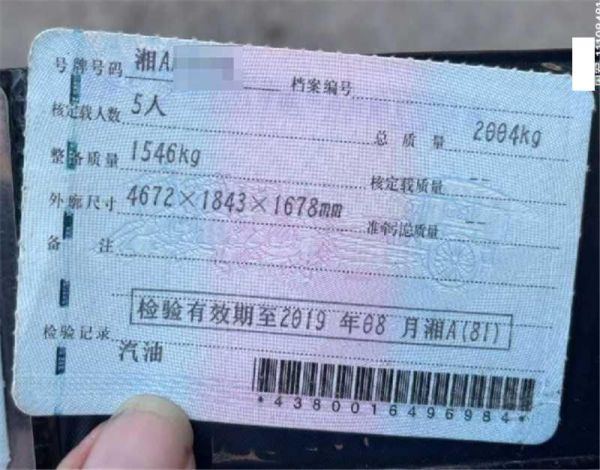 号牌号码 湘A 档案编号
核定载人数 5人 总质量 2004kg
整备质量 1546kg 核定载质量 --
外廓尺寸 4672×1843×1678mm 准牵引总质量 --
备注
检验有效期至2019 年08 月湘A(81)
检验记录
汽油
*4380016496984*